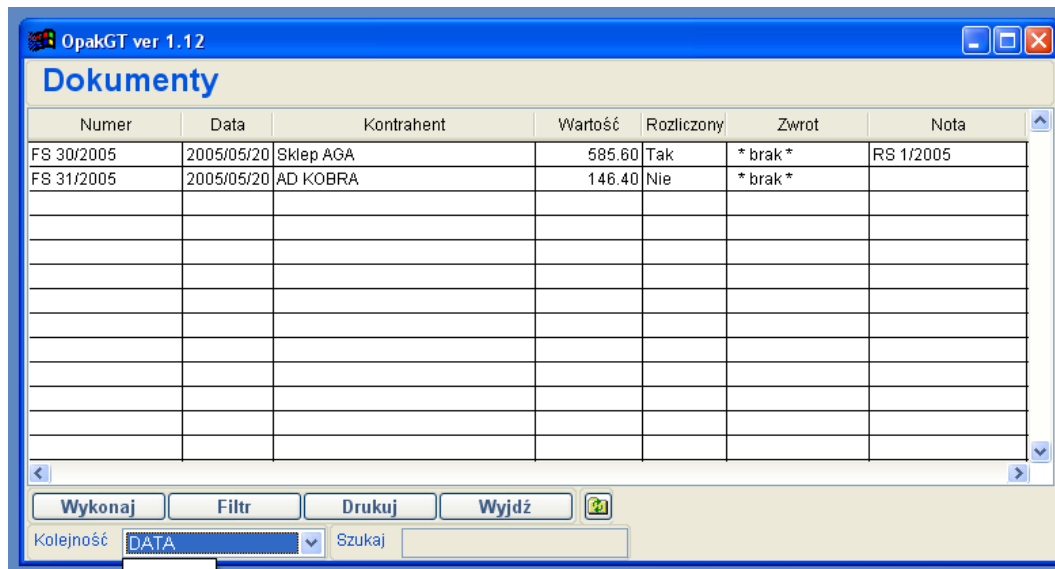 OpakGT ver 1.12
Dokumenty
Numer Data Kontrahent Wartość Rozliczony Zwrot Nota
FS 30/2005 2005/05/20 Sklep AGA 585.60 Tak * brak * RS 1/2005
FS 31/2005 2005/05/20 AD KOBRA 146.40 Nie * brak *
Wykonaj Filtr Drukuj Wyjdź
Kolejność DATA Szukaj